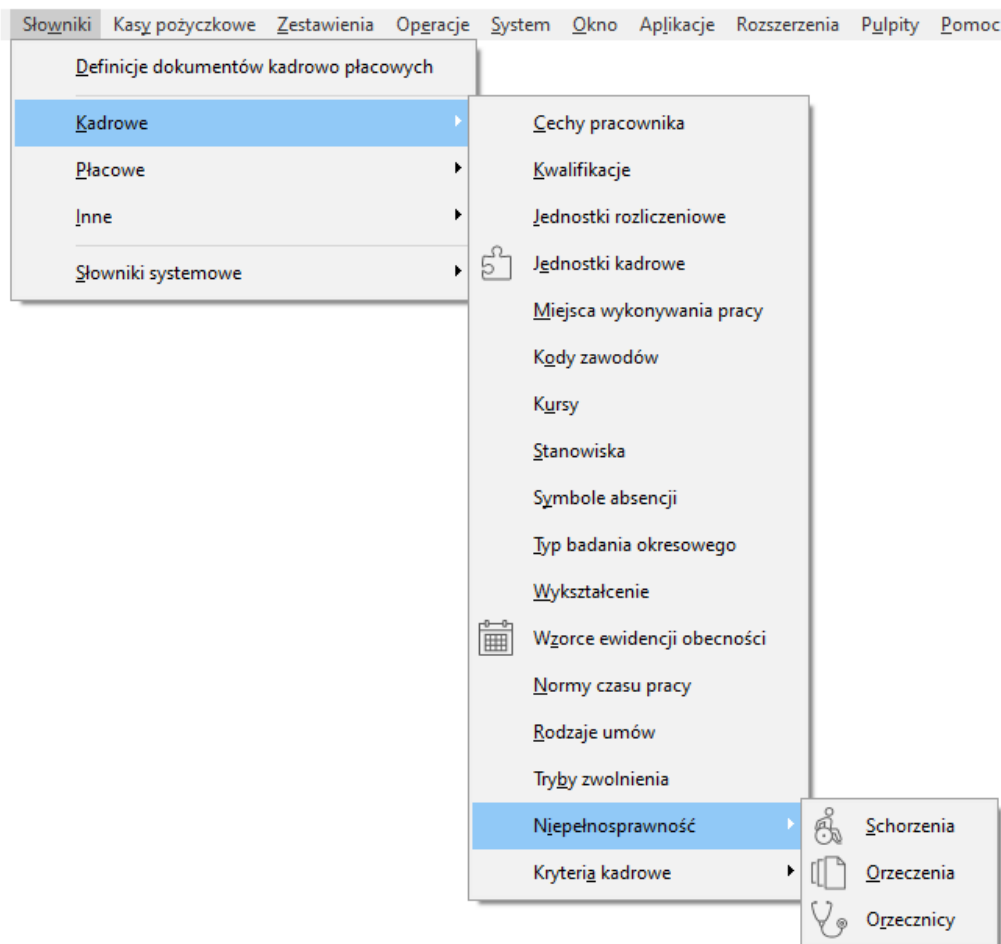 Słowniki Kasy pożyczkowe Zestawienia Operacje System Okno Aplikacje Rozszerzenia Pulpity Pomoc
Definicje dokumentów kadrowo płacowych
Kadrowe
Płacowe
Inne
Słowniki systemowe
Cechy pracownika
Kwalifikacje
Jednostki rozliczeniowe
Jednostki kadrowe
Miejsca wykonywania pracy
Kody zawodów
Kursy
Stanowiska
Symbole absencji
Typ badania okresowego
Wykształcenie
Wzorce ewidencji obecności
Normy czasu pracy
Rodzaje umów
Tryby zwolnienia
Niepełnosprawność
Kryteria kadrowe
Schorzenia
Orzeczenia
Orzecznicy